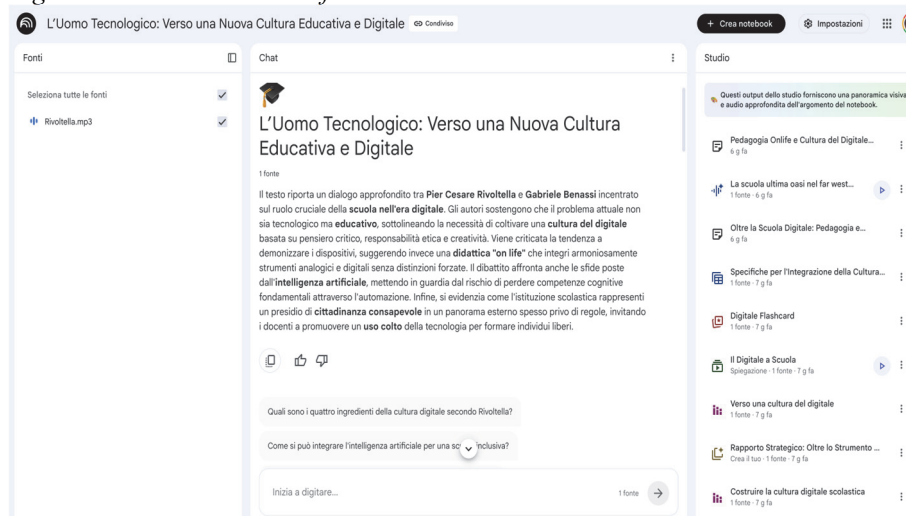 L'Uomo Tecnologico: Verso una Nuova Cultura Educativa e Digitale
Condiviso
+ Crea notebook
Impostazioni
Fonti
Seleziona tutte le fonti
Rivoltella.mp3
Chat
L'Uomo Tecnologico: Verso una Nuova Cultura
Educativa e Digitale
1 fonte
Il testo riporta un dialogo approfondito tra Pier Cesare Rivoltella e Gabriele Benassi incentrato
sul ruolo cruciale della scuola nell'era digitale. Gli autori sostengono che il problema attuale non
sia tecnologico ma educativo, sottolineando la necessità di coltivare una cultura del digitale
basata su pensiero critico, responsabilità etica e creatività. Viene criticata la tendenza a
demonizzare i dispositivi, suggerendo invece una didattica "on life" che integri armoniosamente
strumenti analogici e digitali senza distinzioni forzate. Il dibattito affronta anche le sfide poste
dall'intelligenza artificiale, mettendo in guardia dal rischio di perdere competenze cognitive
fondamentali attraverso l'automazione. Infine, si evidenzia come l'istituzione scolastica rappresenti
un presidio di cittadinanza consapevole in un panorama esterno spesso privo di regole, invitando
i docenti a promuovere un uso colto della tecnologia per formare individui liberi.
Quali sono i quattro ingredienti della cultura digitale secondo Rivoltella?
Come si può integrare l'intelligenza artificiale per una inclusiva?
Inizia a digitare...
1 fonte
Studio
Questi output dello studio forniscono una panoramica visiva
e audio approfondita dell'argomento del notebook.
Pedagogia Onlife e Cultura del Digitale...
6 g fa
La scuola ultima oasi nel far west...
1 fonte · 6 g fa
Oltre la Scuola Digitale: Pedagogia e...
6 g fa
Specifiche per l'Integrazione della Cultura...
1 fonte · 7 g fa
Digitale Flashcard
1 fonte · 7 g fa
Il Digitale a Scuola
Spiegazione · 1 fonte · 7 g fa
Verso una cultura del digitale
1 fonte · 7 g fa
Rapporto Strategico: Oltre lo Strumento ...
Crea il tuo · 1 fonte · 7 g fa
Costruire la cultura digitale scolastica
1 fonte · 7 g fa